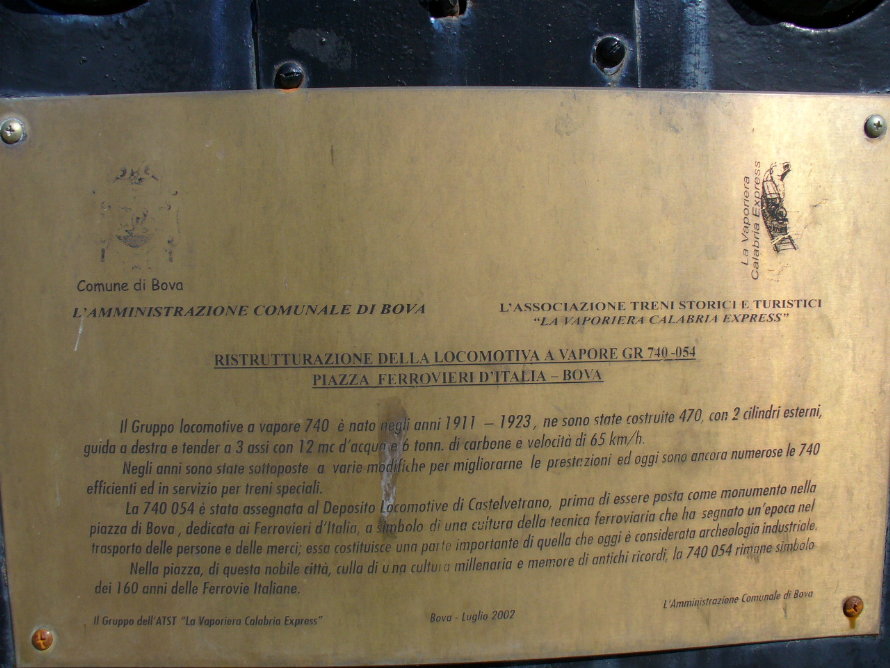 Comune di Bova
La Vaporiera
Calabria Express
L'AMMINISTRAZIONE COMUNALE DI BOVA
L'ASSOCIAZIONE TRENI STORICI E TURISTICI
"LA VAPORIERA CALABRIA EXPRESS"
RISTRUTTURAZIONE DELLA LOCOMOTIVA A VAPORE GR 740-054
PIAZZA FERROVIERI D'ITALIA – BOVA
Il Gruppo locomotive a vapore 740 è nato negli anni 1911 – 1923, ne sono state costruite 470, con 2 cilindri esterni,
guida a destra e tender a 3 assi con 12 mc d'acqua e 6 tonn. di carbone e velocità di 65 km/h.
Negli anni sono state sottoposte a varie modifiche per migliorarne le prestazioni ed oggi sono ancora numerose le 740
efficienti ed in servizio per treni speciali.
La 740 054 è stata assegnata al Deposito Locomotive di Castelvetrano, prima di essere posta come monumento nella
piazza di Bova, dedicata ai Ferrovieri d'Italia, a simbolo di una cultura della tecnica ferroviaria che ha segnato un'epoca nel
trasporto delle persone e delle merci; essa costituisce una parte importante di quella che oggi è considerata archeologia industriale.
Nella piazza, di questa nobile città, culla di una cultura millenaria e memore di antichi ricordi, la 740 054 rimane simbolo
dei 160 anni delle Ferrovie Italiane.
Il Gruppo dell'ATST "La Vaporiera Calabria Express"
Bova - Luglio 2002
L'Amministrazione Comunale di Bova